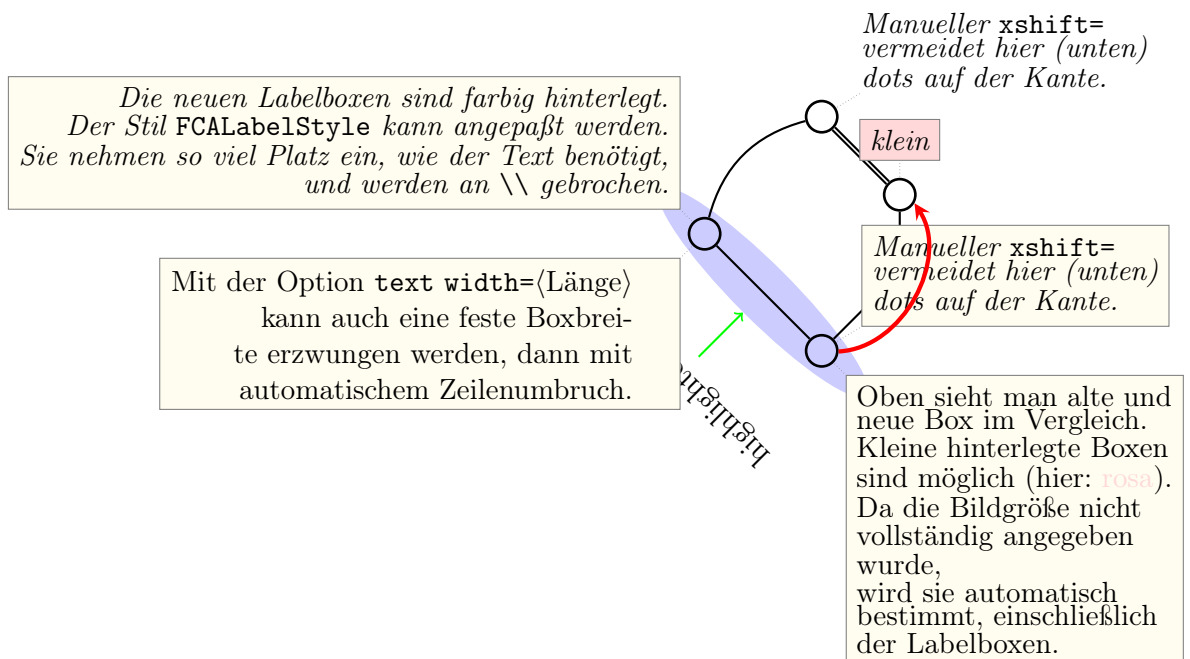 Manueller xshift=
vermeidet hier (unten)
dots auf der Kante.
Die neuen Labelboxen sind farbig hinterlegt.
Der Stil FCALabelStyle kann angepaßt werden.
Sie nehmen so viel Platz ein, wie der Text benötigt,
und werden an \\ gebrochen.
klein
Manueller xshift=
vermeidet hier (unten)
dots auf der Kante.
Mit der Option text width=⟨Länge⟩
kann auch eine feste Boxbrei-
te erzwungen werden, dann mit
automatischem Zeilenumbruch.
Oben sieht man alte und
neue Box im Vergleich.
Kleine hinterlegte Boxen
sind möglich (hier: rosa).
Da die Bildgröße nicht
vollständig angegeben
wurde,
wird sie automatisch
bestimmt, einschließlich
der Labelboxen.